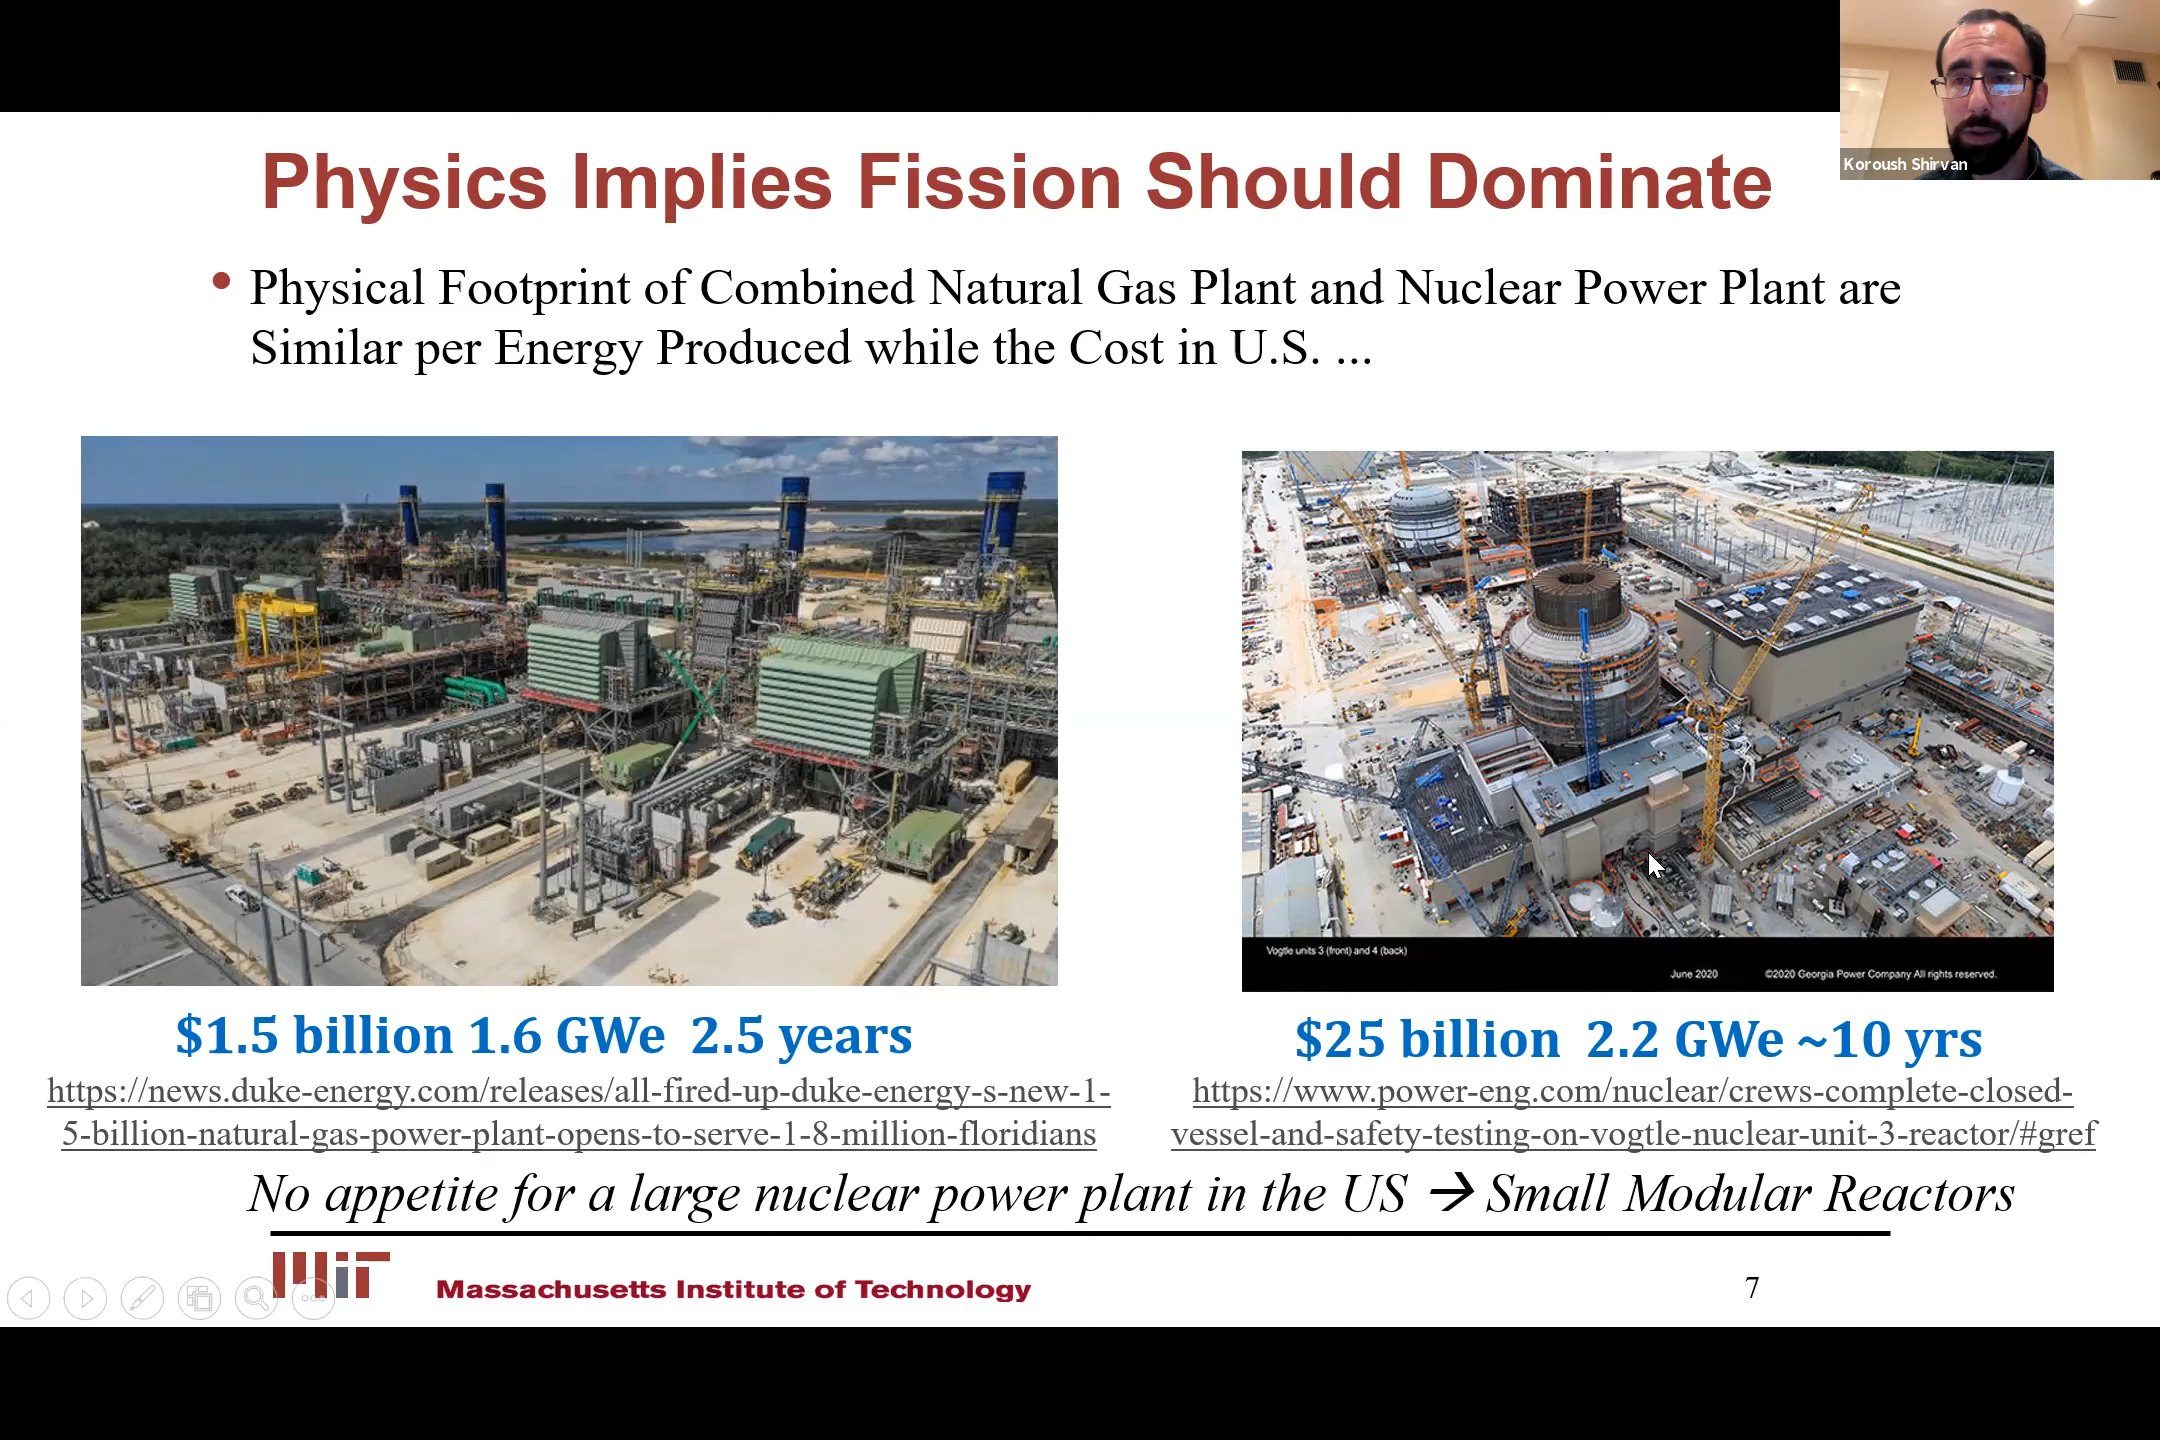 Koroush Shirvan
Physics Implies Fission Should Dominate
• Physical Footprint of Combined Natural Gas Plant and Nuclear Power Plant are
Similar per Energy Produced while the Cost in U.S. ...
Vogtle units 3 (front) and 4 (back)
June 2020 ©2020 Georgia Power Company All rights reserved.
$1.5 billion 1.6 GWe 2.5 years
https://news.duke-energy.com/releases/all-fired-up-duke-energy-s-new-1-
5-billion-natural-gas-power-plant-opens-to-serve-1-8-million-floridians
$25 billion 2.2 GWe ~10 yrs
https://www.power-eng.com/nuclear/crews-complete-closed-
vessel-and-safety-testing-on-vogtle-nuclear-unit-3-reactor/#gref
No appetite for a large nuclear power plant in the US → Small Modular Reactors
MIT
Massachusetts Institute of Technology
7